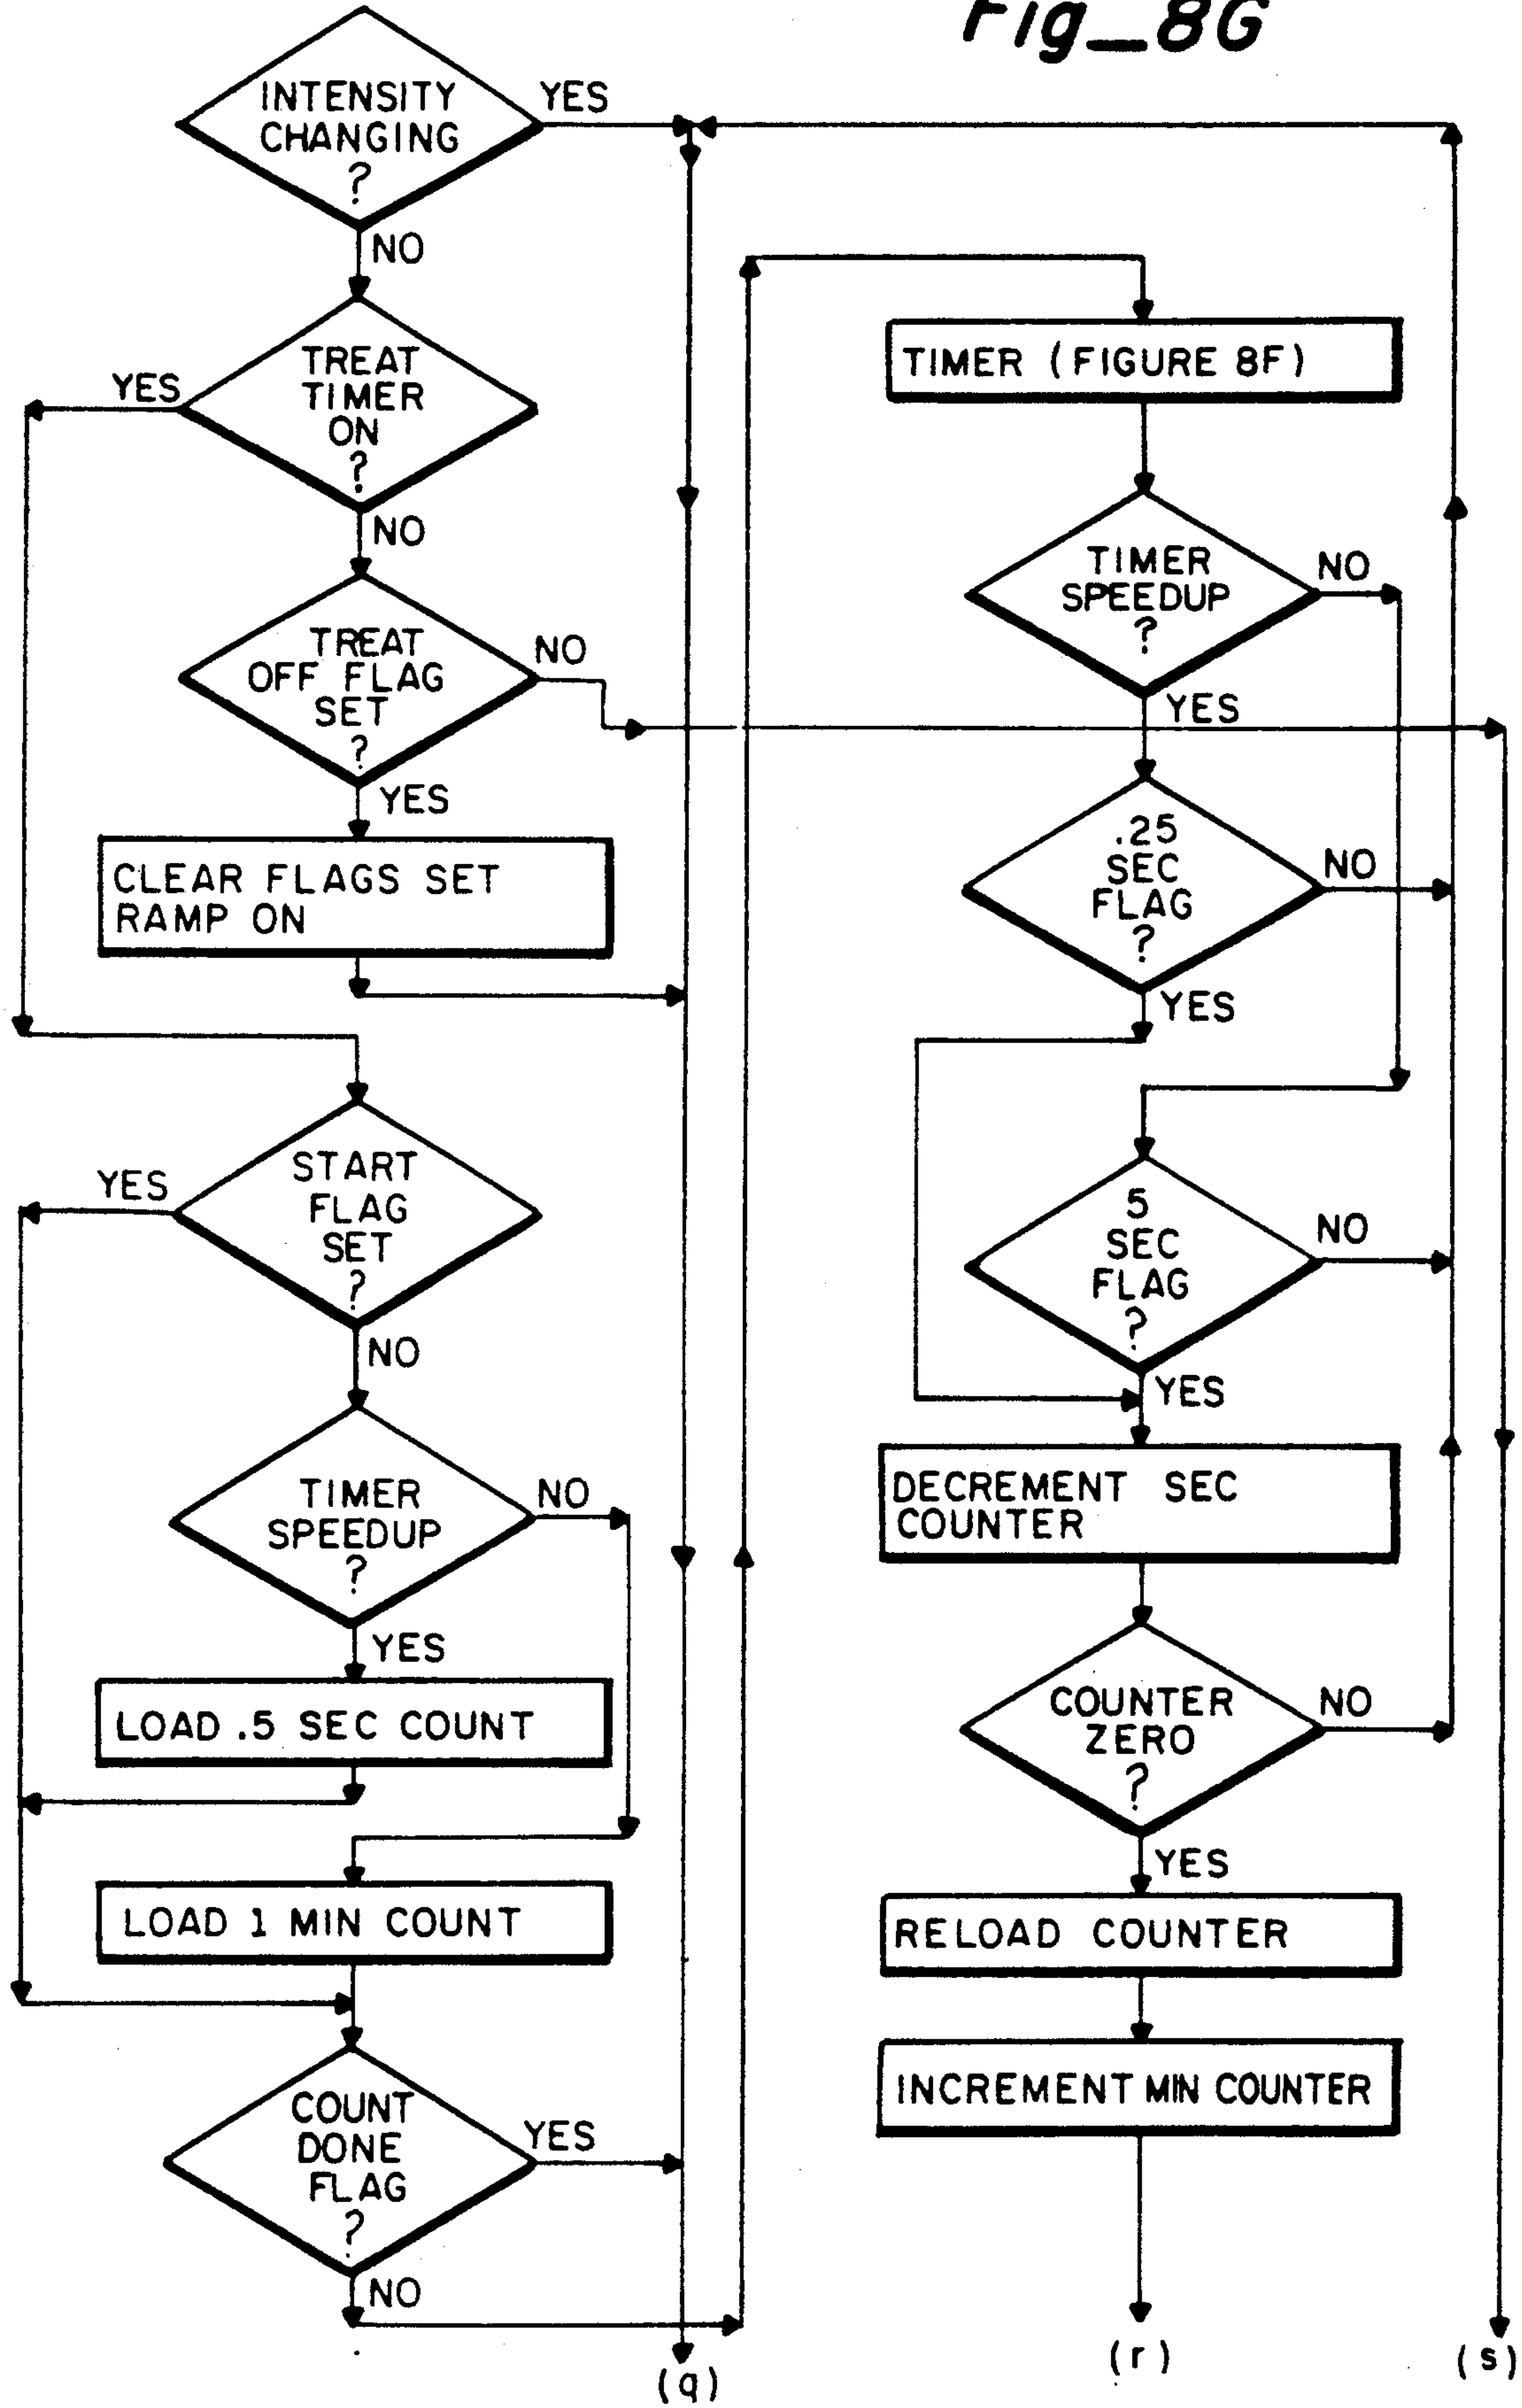 Fig_8G
INTENSITY
CHANGING
?
YES
NO
TREAT
TIMER
ON
?
YES
NO
TREAT
OFF FLAG
SET
?
NO
YES
CLEAR FLAGS SET
RAMP ON
START
FLAG
SET
?
YES
NO
TIMER
SPEEDUP
?
NO
YES
LOAD .5 SEC COUNT
LOAD 1 MIN COUNT
COUNT
DONE
FLAG
?
YES
NO
(q)
TIMER (FIGURE 8F)
TIMER
SPEEDUP
?
NO
YES
.25
SEC
FLAG
?
NO
YES
5
SEC
FLAG
?
NO
YES
DECREMENT SEC
COUNTER
COUNTER
ZERO
?
NO
YES
RELOAD COUNTER
INCREMENT MIN COUNTER
(r)
(s)